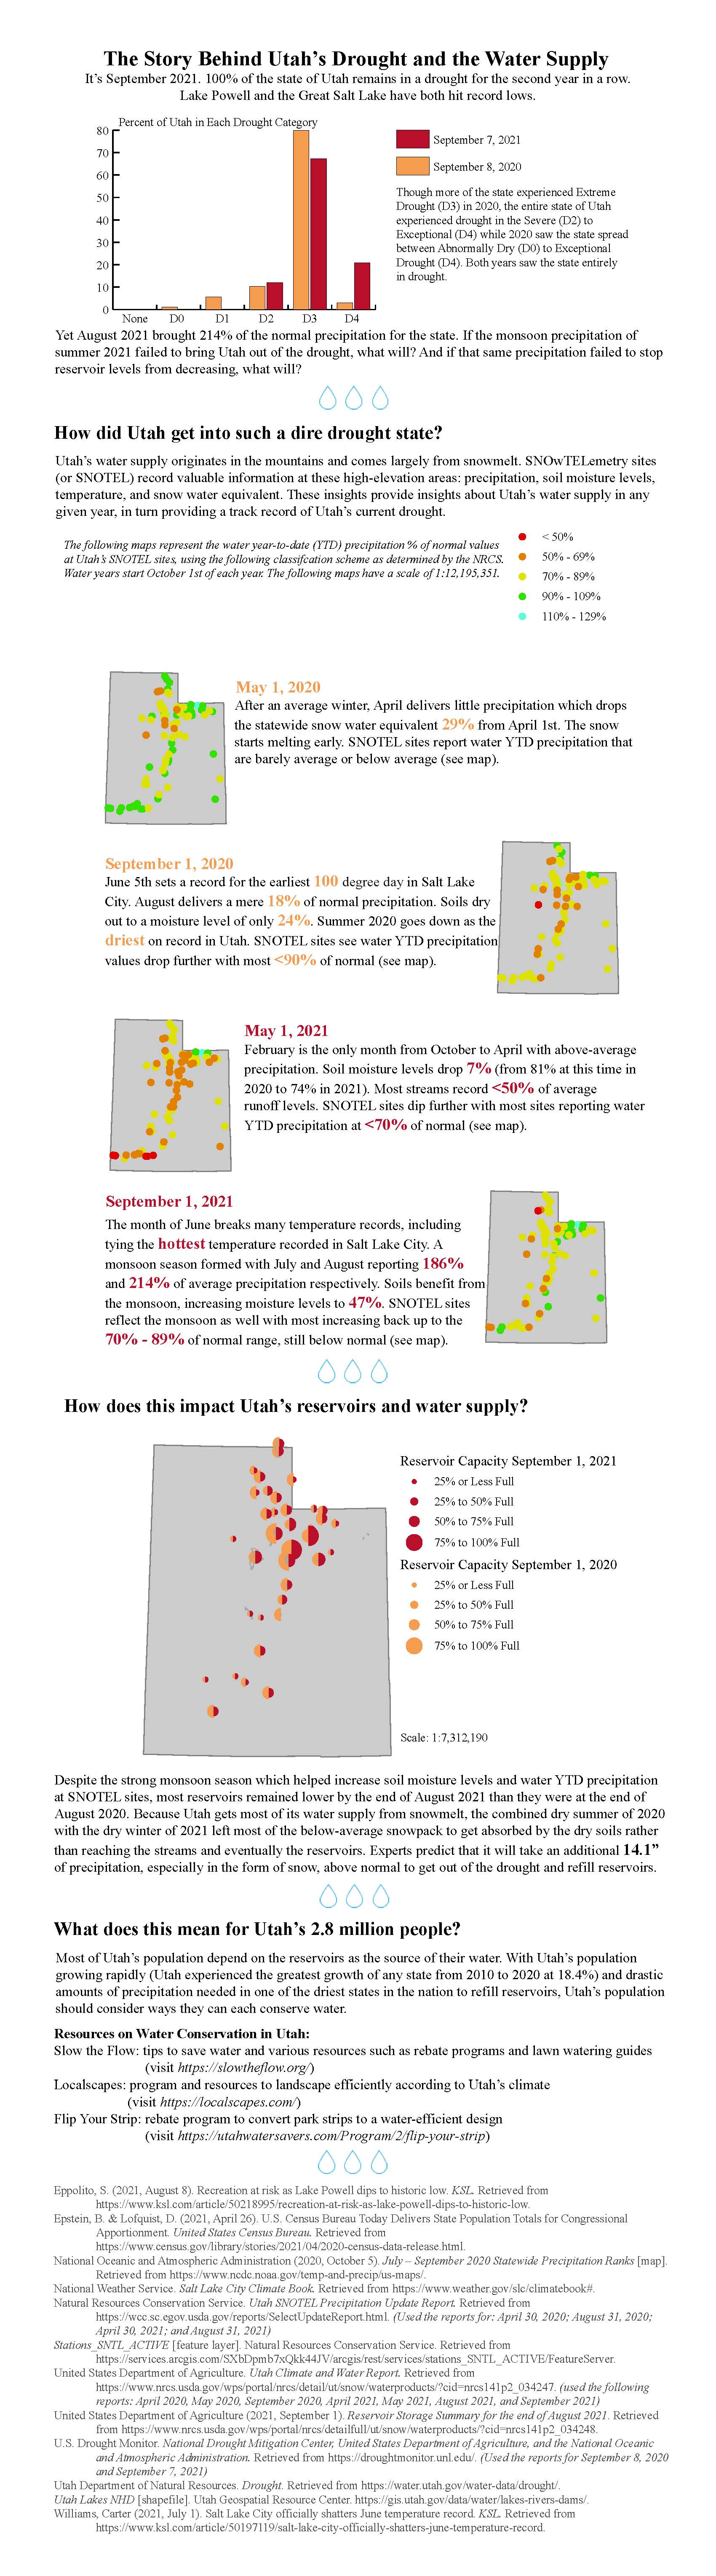 The Story Behind Utah's Drought and the Water Supply
It's September 2021. 100% of the state of Utah remains in a drought for the second year in a row.
Lake Powell and the Great Salt Lake have both hit record lows.
Percent of Utah in Each Drought Category
80
70
60
50
40
30
20
10
0
None D0 D1 D2 D3 D4
September 7, 2021
September 8, 2020
Though more of the state experienced Extreme
Drought (D3) in 2020, the entire state of Utah
experienced drought in the Severe (D2) to
Exceptional (D4) while 2020 saw the state spread
between Abnormally Dry (D0) to Exceptional
Drought (D4). Both years saw the state entirely
in drought.
Yet August 2021 brought 214% of the normal precipitation for the state. If the monsoon precipitation of
summer 2021 failed to bring Utah out of the drought, what will? And if that same precipitation failed to stop
reservoir levels from decreasing, what will?
How did Utah get into such a dire drought state?
Utah's water supply originates in the mountains and comes largely from snowmelt. SNOwTELemetry sites
(or SNOTEL) record valuable information at these high-elevation areas: precipitation, soil moisture levels,
temperature, and snow water equivalent. These insights provide insights about Utah's water supply in any
given year, in turn providing a track record of Utah's current drought.
The following maps represent the water year-to-date (YTD) precipitation % of normal values
at Utah's SNOTEL sites, using the following classifcation scheme as determined by the NRCS.
Water years start October 1st of each year. The following maps have a scale of 1:12,195,351.
< 50%
50% - 69%
70% - 89%
90% - 109%
110% - 129%
May 1, 2020
After an average winter, April delivers little precipitation which drops
the statewide snow water equivalent 29% from April 1st. The snow
starts melting early. SNOTEL sites report water YTD precipitation that
are barely average or below average (see map).
September 1, 2020
June 5th sets a record for the earliest 100 degree day in Salt Lake
City. August delivers a mere 18% of normal precipitation. Soils dry
out to a moisture level of only 24%. Summer 2020 goes down as the
driest on record in Utah. SNOTEL sites see water YTD precipitation
values drop further with most <90% of normal (see map).
May 1, 2021
February is the only month from October to April with above-average
precipitation. Soil moisture levels drop 7% (from 81% at this time in
2020 to 74% in 2021). Most streams record <50% of average
runoff levels. SNOTEL sites dip further with most sites reporting water
YTD precipitation at <70% of normal (see map).
September 1, 2021
The month of June breaks many temperature records, including
tying the hottest temperature recorded in Salt Lake City. A
monsoon season formed with July and August reporting 186%
and 214% of average precipitation respectively. Soils benefit from
the monsoon, increasing moisture levels to 47%. SNOTEL sites
reflect the monsoon as well with most increasing back up to the
70% - 89% of normal range, still below normal (see map).
How does this impact Utah's reservoirs and water supply?
Reservoir Capacity September 1, 2021
25% or Less Full
25% to 50% Full
50% to 75% Full
75% to 100% Full
Reservoir Capacity September 1, 2020
25% or Less Full
25% to 50% Full
50% to 75% Full
75% to 100% Full
Scale: 1:7,312,190
Despite the strong monsoon season which helped increase soil moisture levels and water YTD precipitation
at SNOTEL sites, most reservoirs remained lower by the end of August 2021 than they were at the end of
August 2020. Because Utah gets most of its water supply from snowmelt, the combined dry summer of 2020
with the dry winter of 2021 left most of the below-average snowpack to get absorbed by the dry soils rather
than reaching the streams and eventually the reservoirs. Experts predict that it will take an additional 14.1”
of precipitation, especially in the form of snow, above normal to get out of the drought and refill reservoirs.
What does this mean for Utah's 2.8 million people?
Most of Utah's population depend on the reservoirs as the source of their water. With Utah's population
growing rapidly (Utah experienced the greatest growth of any state from 2010 to 2020 at 18.4%) and drastic
amounts of precipitation needed in one of the driest states in the nation to refill reservoirs, Utah's population
should consider ways they can each conserve water.
Resources on Water Conservation in Utah:
Slow the Flow: tips to save water and various resources such as rebate programs and lawn watering guides
(visit https://slowtheflow.org/)
Localscapes: program and resources to landscape efficiently according to Utah's climate
(visit https://localscapes.com/)
Flip Your Strip: rebate program to convert park strips to a water-efficient design
(visit https://utahwatersavers.com/Program/2/flip-your-strip)
Eppolito, S. (2021, August 8). Recreation at risk as Lake Powell dips to historic low. KSL. Retrieved from
https://www.ksl.com/article/50218995/recreation-at-risk-as-lake-powell-dips-to-historic-low.
Epstein, B. & Lofquist, D. (2021, April 26). U.S. Census Bureau Today Delivers State Population Totals for Congressional
Apportionment. United States Census Bureau. Retrieved from
https://www.census.gov/library/stories/2021/04/2020-census-data-release.html.
National Oceanic and Atmospheric Administration (2020, October 5). July – September 2020 Statewide Precipitation Ranks [map].
Retrieved from https://www.ncdc.noaa.gov/temp-and-precip/us-maps/.
National Weather Service. Salt Lake City Climate Book. Retrieved from https://www.weather.gov/slc/climatebook#.
Natural Resources Conservation Service. Utah SNOTEL Precipitation Update Report. Retrieved from
https://wcc.sc.egov.usda.gov/reports/SelectUpdateReport.html. (Used the reports for: April 30, 2020; August 31, 2020;
April 30, 2021; and August 31, 2021)
Stations_SNTL_ACTIVE [feature layer]. Natural Resources Conservation Service. Retrieved from
https://services.arcgis.com/SXbDpmb7xQkk44JV/arcgis/rest/services/stations_SNTL_ACTIVE/FeatureServer.
United States Department of Agriculture. Utah Climate and Water Report. Retrieved from
https://www.nrcs.usda.gov/wps/portal/nrcs/detail/ut/snow/waterproducts/?cid=nrcs141p2_034247. (used the following
reports: April 2020, May 2020, September 2020, April 2021, May 2021, August 2021, and September 2021)
United States Department of Agriculture (2021, September 1). Reservoir Storage Summary for the end of August 2021. Retrieved
from https://www.nrcs.usda.gov/wps/portal/nrcs/detailfull/ut/snow/waterproducts/?cid=nrcs141p2_034248.
U.S. Drought Monitor. National Drought Mitigation Center, United States Department of Agriculture, and the National Oceanic
and Atmospheric Administration. Retrieved from https://droughtmonitor.unl.edu/. (Used the reports for September 8, 2020
and September 7, 2021)
Utah Department of Natural Resources. Drought. Retrieved from https://water.utah.gov/water-data/drought/.
Utah Lakes NHD [shapefile]. Utah Geospatial Resource Center. https://gis.utah.gov/data/water/lakes-rivers-dams/.
Williams, Carter (2021, July 1). Salt Lake City officially shatters June temperature record. KSL. Retrieved from
https://www.ksl.com/article/50197119/salt-lake-city-officially-shatters-june-temperature-record.